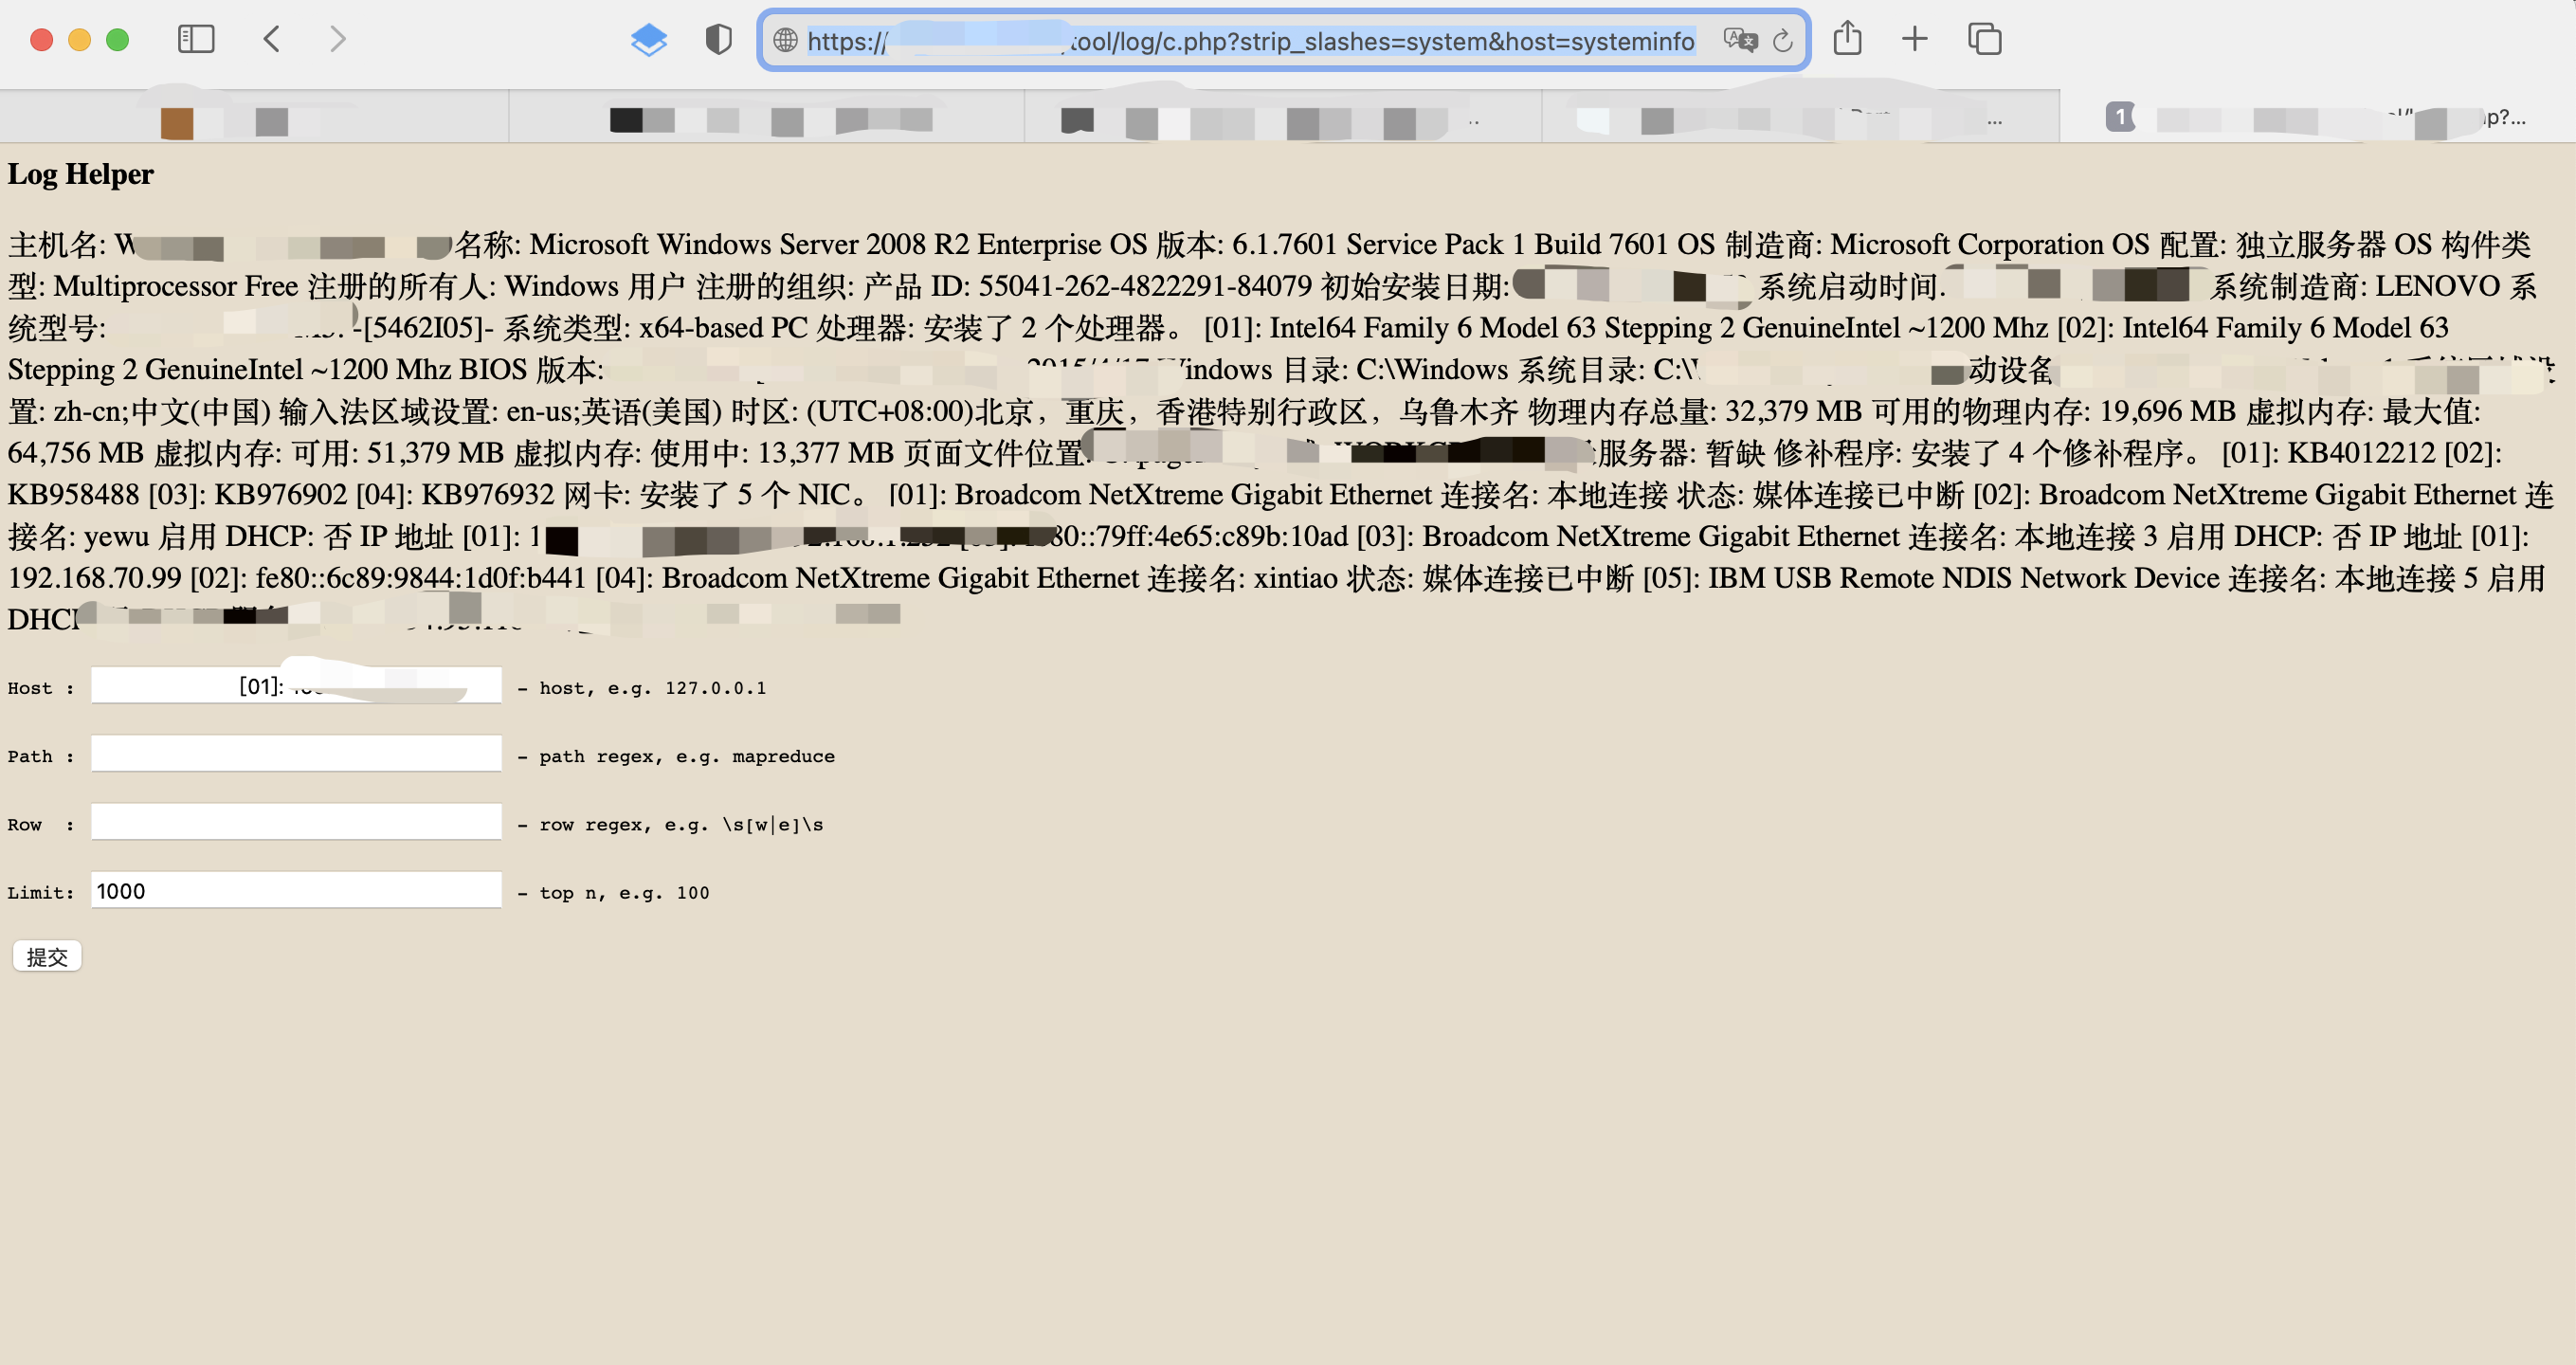 https:// tool/log/c.php?strip_slashes=system&host=systeminfo
... 1 p?...
Log Helper
主机名: W 名称: Microsoft Windows Server 2008 R2 Enterprise OS 版本: 6.1.7601 Service Pack 1 Build 7601 OS 制造商: Microsoft Corporation OS 配置: 独立服务器 OS 构件类
型: Multiprocessor Free 注册的所有人: Windows 用户 注册的组织: 产品 ID: 55041-262-4822291-84079 初始安装日期: 系统启动时间 系统制造商: LENOVO 系
统型号: -[5462I05]- 系统类型: x64-based PC 处理器: 安装了 2 个处理器。 [01]: Intel64 Family 6 Model 63 Stepping 2 GenuineIntel ~1200 Mhz [02]: Intel64 Family 6 Model 63
Stepping 2 GenuineIntel ~1200 Mhz BIOS 版本: indows 目录: C:\Windows 系统目录: C:\ 动设备
置: zh-cn;中文(中国) 输入法区域设置: en-us;英语(美国) 时区: (UTC+08:00)北京，重庆，香港特别行政区，乌鲁木齐 物理内存总量: 32,379 MB 可用的物理内存: 19,696 MB 虚拟内存: 最大值:
64,756 MB 虚拟内存: 可用: 51,379 MB 虚拟内存: 使用中: 13,377 MB 页面文件位置: 服务器: 暂缺 修补程序: 安装了 4 个修补程序。 [01]: KB4012212 [02]:
KB958488 [03]: KB976902 [04]: KB976932 网卡: 安装了 5 个 NIC。 [01]: Broadcom NetXtreme Gigabit Ethernet 连接名: 本地连接 状态: 媒体连接已中断 [02]: Broadcom NetXtreme Gigabit Ethernet 连
接名: yewu 启用 DHCP: 否 IP 地址 [01]: 1 80::79ff:4e65:c89b:10ad [03]: Broadcom NetXtreme Gigabit Ethernet 连接名: 本地连接 3 启用 DHCP: 否 IP 地址 [01]:
192.168.70.99 [02]: fe80::6c89:9844:1d0f:b441 [04]: Broadcom NetXtreme Gigabit Ethernet 连接名: xintiao 状态: 媒体连接已中断 [05]: IBM USB Remote NDIS Network Device 连接名: 本地连接 5 启用
DHC
Host : [01]: - host, e.g. 127.0.0.1
Path : - path regex, e.g. mapreduce
Row : - row regex, e.g. \s[w|e]\s
Limit: 1000 - top n, e.g. 100
提交